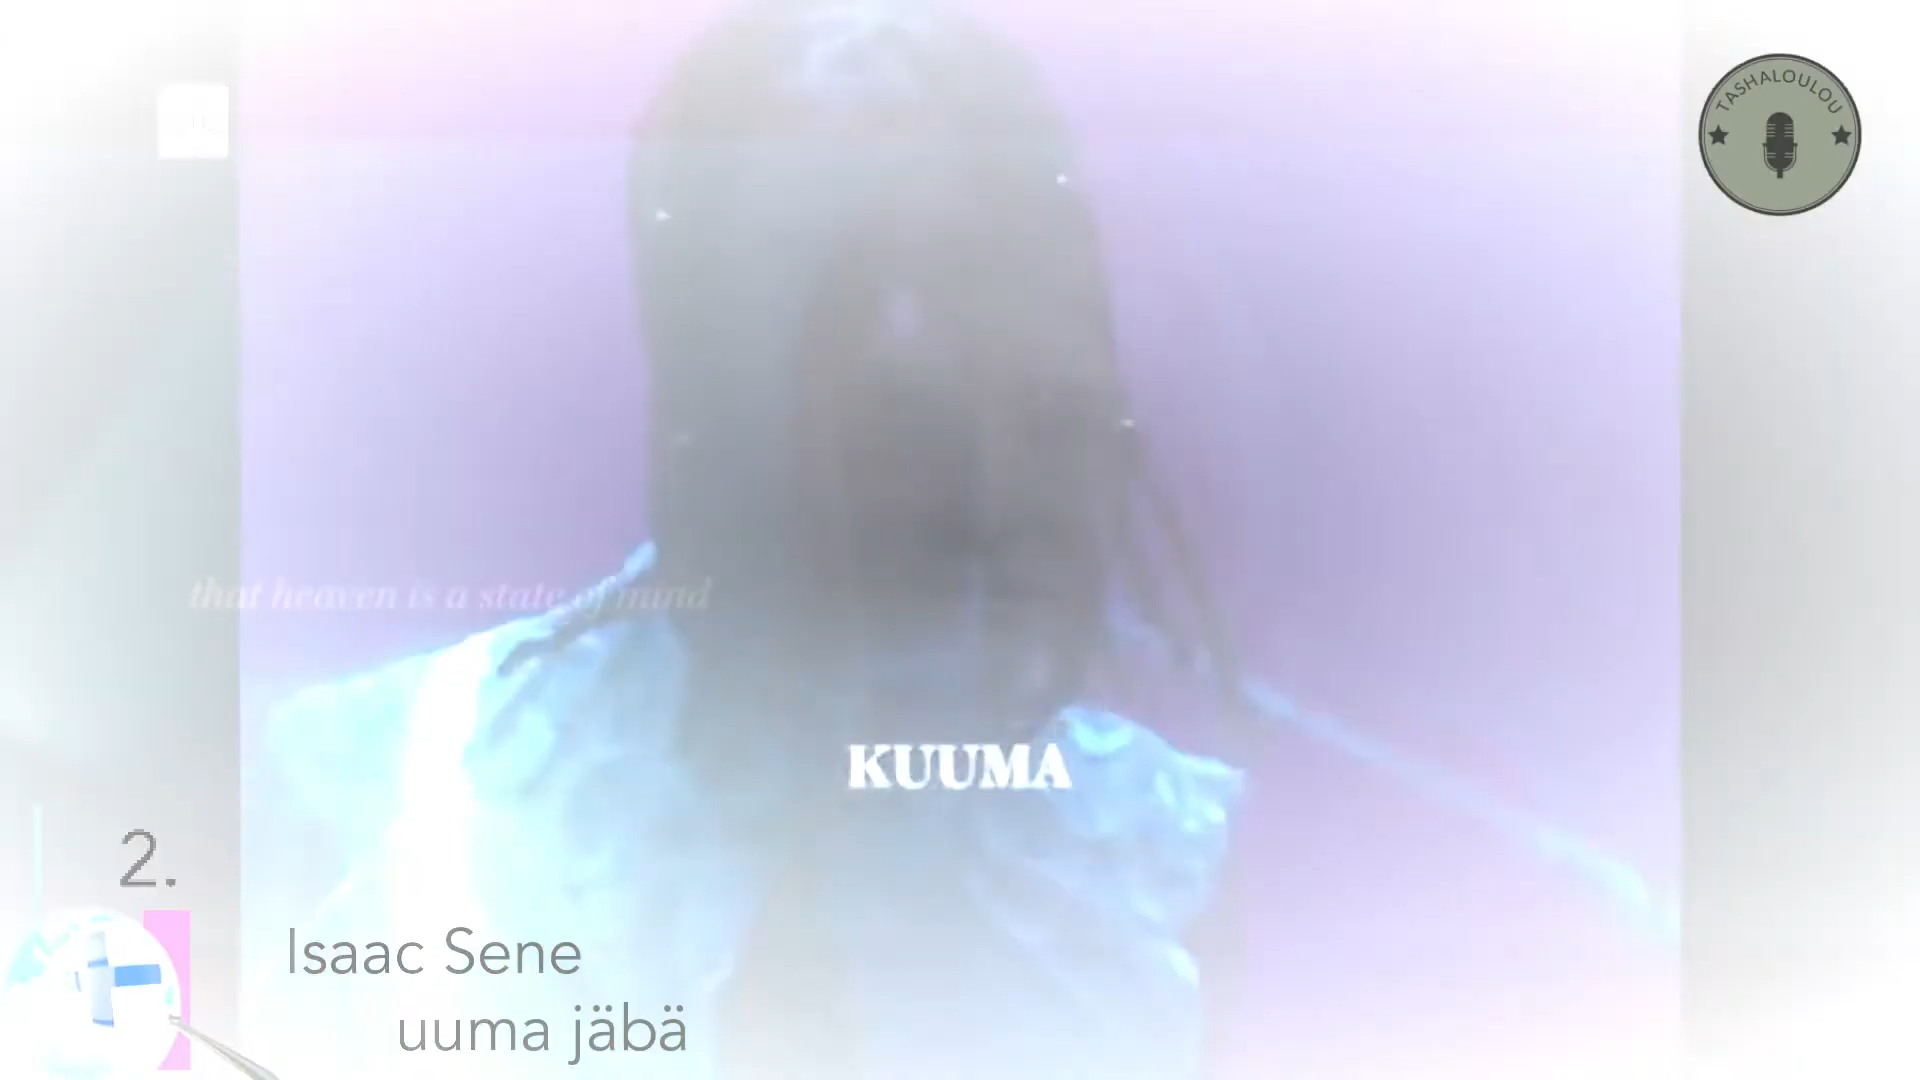 TASHALOULOU
that heaven is a state of mind
KUUMA
2.
Isaac Sene
uuma jäbä